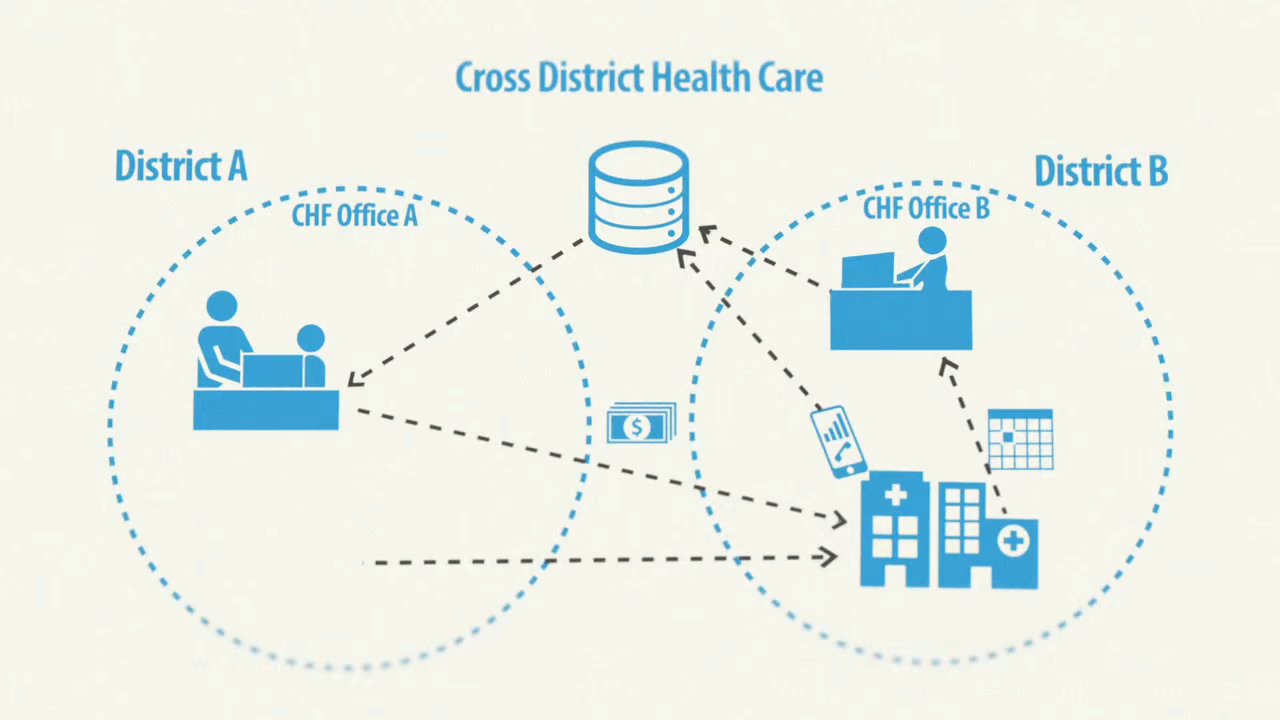 Cross District Health Care
District A
District B
CHF Office A
CHF Office B
$